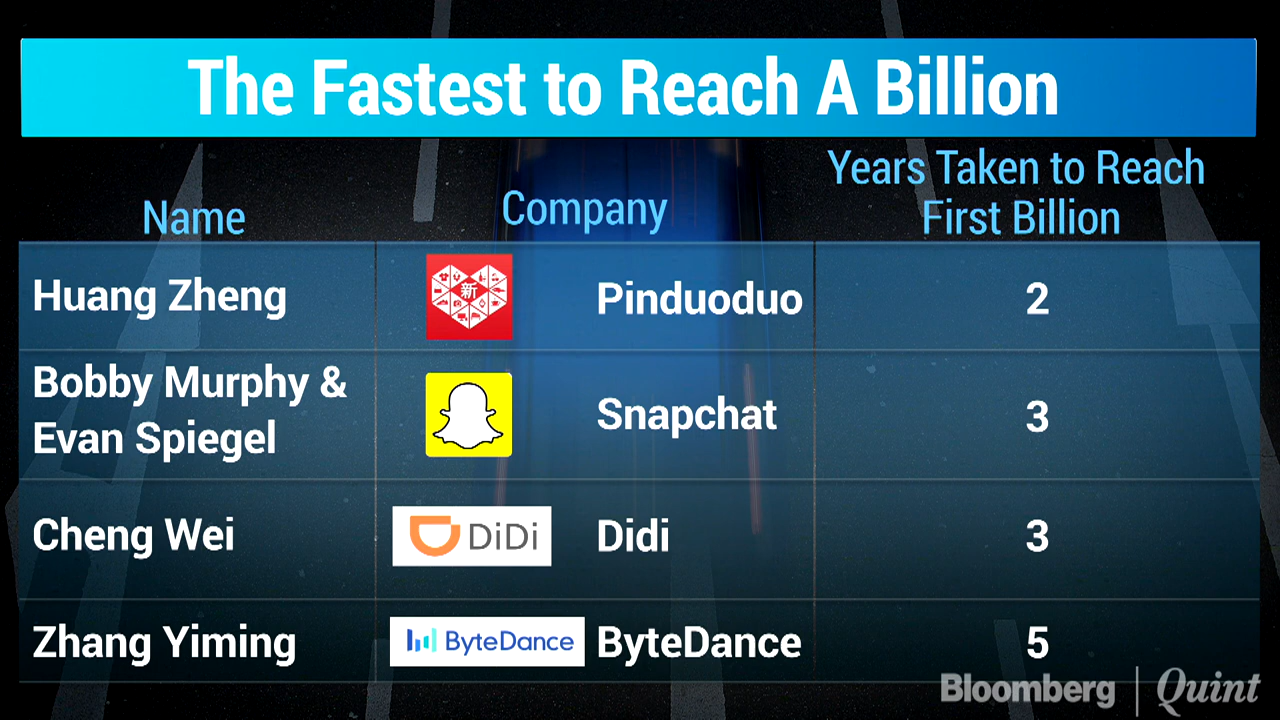 The Fastest to Reach A Billion
Name
Company
Years Taken to Reach
First Billion
Huang Zheng
新
Pinduoduo
2
Bobby Murphy &
Evan Spiegel
Snapchat
3
Cheng Wei
DiDi
Didi
3
Zhang Yiming
ByteDance
ByteDance
5
Bloomberg | Quint